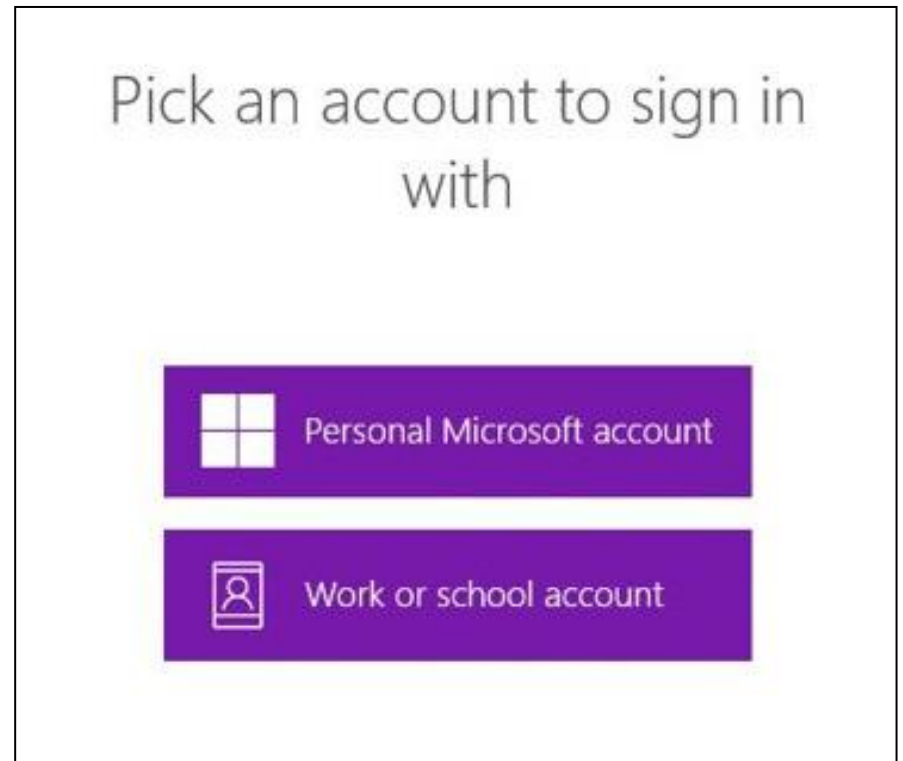 Pick an account to sign in
with
Personal Microsoft account
Work or school account